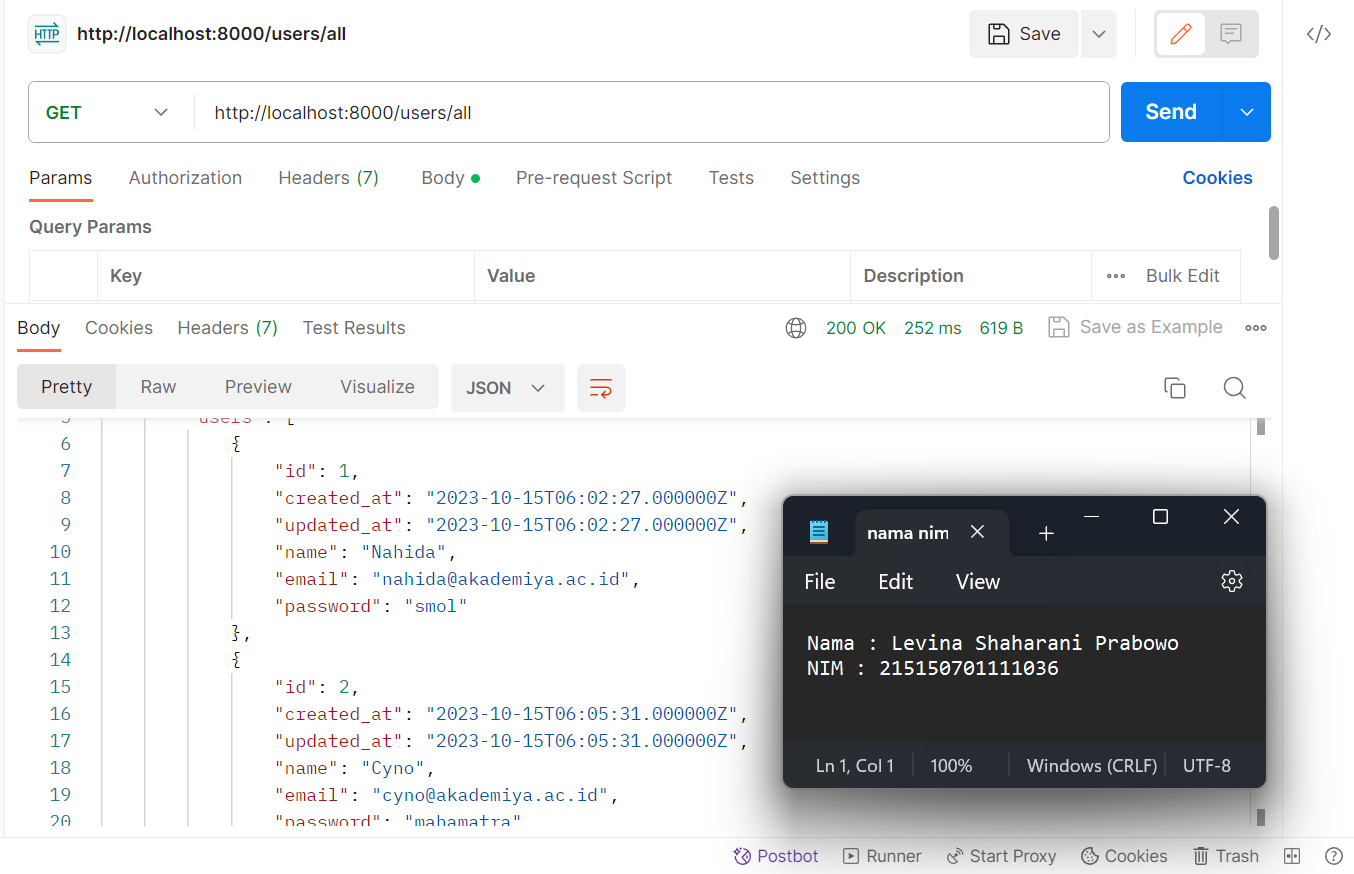 HTTP http://localhost:8000/users/all Save
GET http://localhost:8000/users/all Send
Params Authorization Headers (7) Body Pre-request Script Tests Settings Cookies
Query Params
Key Value Description Bulk Edit
Body Cookies Headers (7) Test Results 200 OK 252 ms 619 B Save as Example
Pretty Raw Preview Visualize JSON
5 "users": [
6 {
7 "id": 1,
8 "created_at": "2023-10-15T06:02:27.000000Z",
9 "updated_at": "2023-10-15T06:02:27.000000Z",
10 "name": "Nahida",
11 "email": "nahida@akademiya.ac.id",
12 "password": "smol"
13 },
14 {
15 "id": 2,
16 "created_at": "2023-10-15T06:05:31.000000Z",
17 "updated_at": "2023-10-15T06:05:31.000000Z",
18 "name": "Cyno",
19 "email": "cyno@akademiya.ac.id",
20 "password": "mahamatra"
nama nim
File Edit View
Nama : Levina Shaharani Prabowo
NIM : 215150701111036
Ln 1, Col 1 100% Windows (CRLF) UTF-8
Postbot Runner Start Proxy Cookies Trash